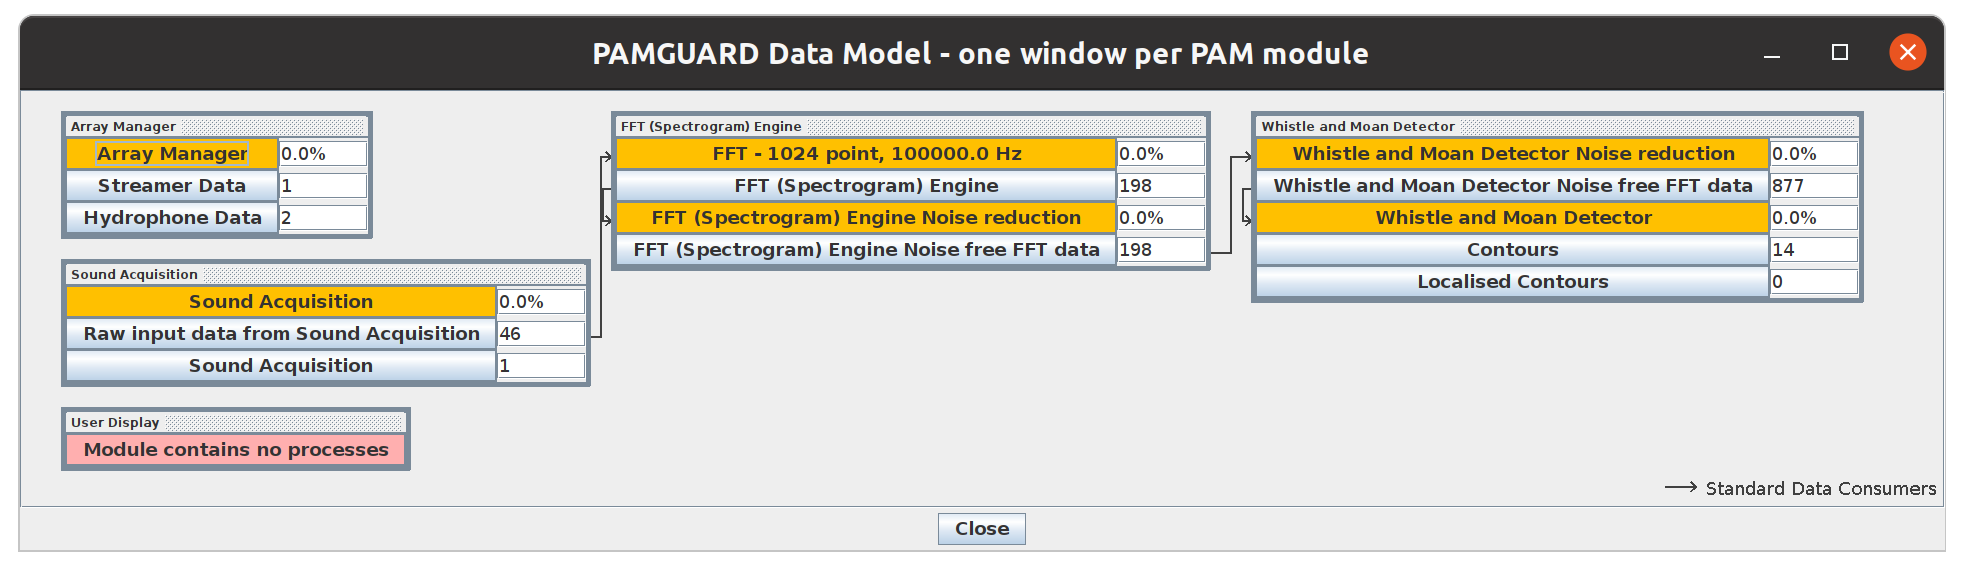 PAMGUARD Data Model - one window per PAM module
Array Manager
Array Manager 0.0%
Streamer Data 1
Hydrophone Data 2
Sound Acquisition
Sound Acquisition 0.0%
Raw input data from Sound Acquisition 46
Sound Acquisition 1
User Display
Module contains no processes
FFT (Spectrogram) Engine
FFT - 1024 point, 100000.0 Hz 0.0%
FFT (Spectrogram) Engine 198
FFT (Spectrogram) Engine Noise reduction 0.0%
FFT (Spectrogram) Engine Noise free FFT data 198
Whistle and Moan Detector
Whistle and Moan Detector Noise reduction 0.0%
Whistle and Moan Detector Noise free FFT data 877
Whistle and Moan Detector 0.0%
Contours 14
Localised Contours 0
Standard Data Consumers
Close